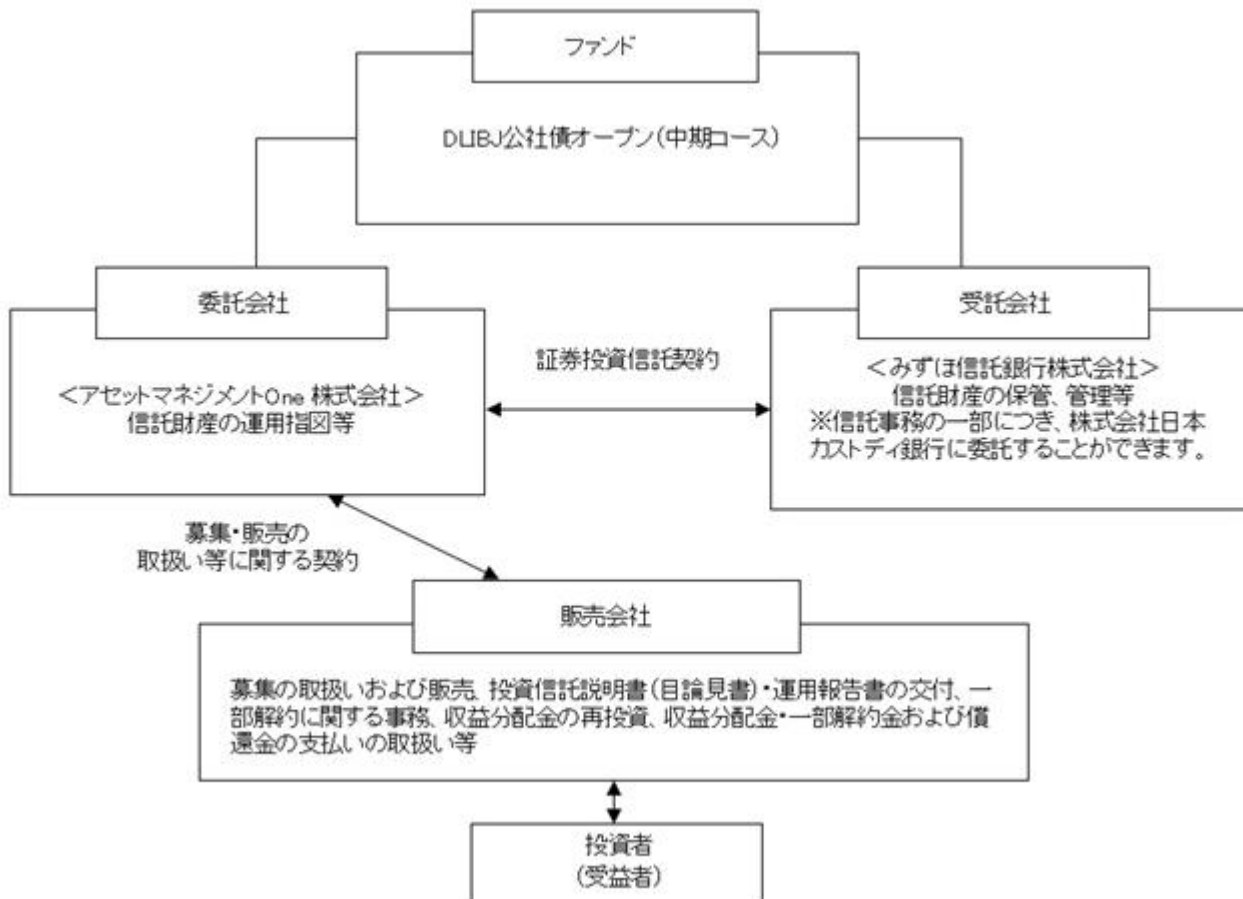 ファンド
DLIBJ公社債オープン(中期コース)
委託会社
<アセットマネジメントOne 株式会社>
信託財産の運用指図等
証券投資信託契約
受託会社
<みずほ信託銀行株式会社>
信託財産の保管、管理等
※信託事務の一部につき、株式会社日本
カストディ銀行に委託することができます。
募集・販売の
取扱い等に関する契約
販売会社
募集の取扱いおよび販売、投資信託説明書(目論見書)・運用報告書の交付、一
部解約に関する事務、収益分配金の再投資、収益分配金・一部解約金および償
還金の支払いの取扱い等
投資者
(受益者)